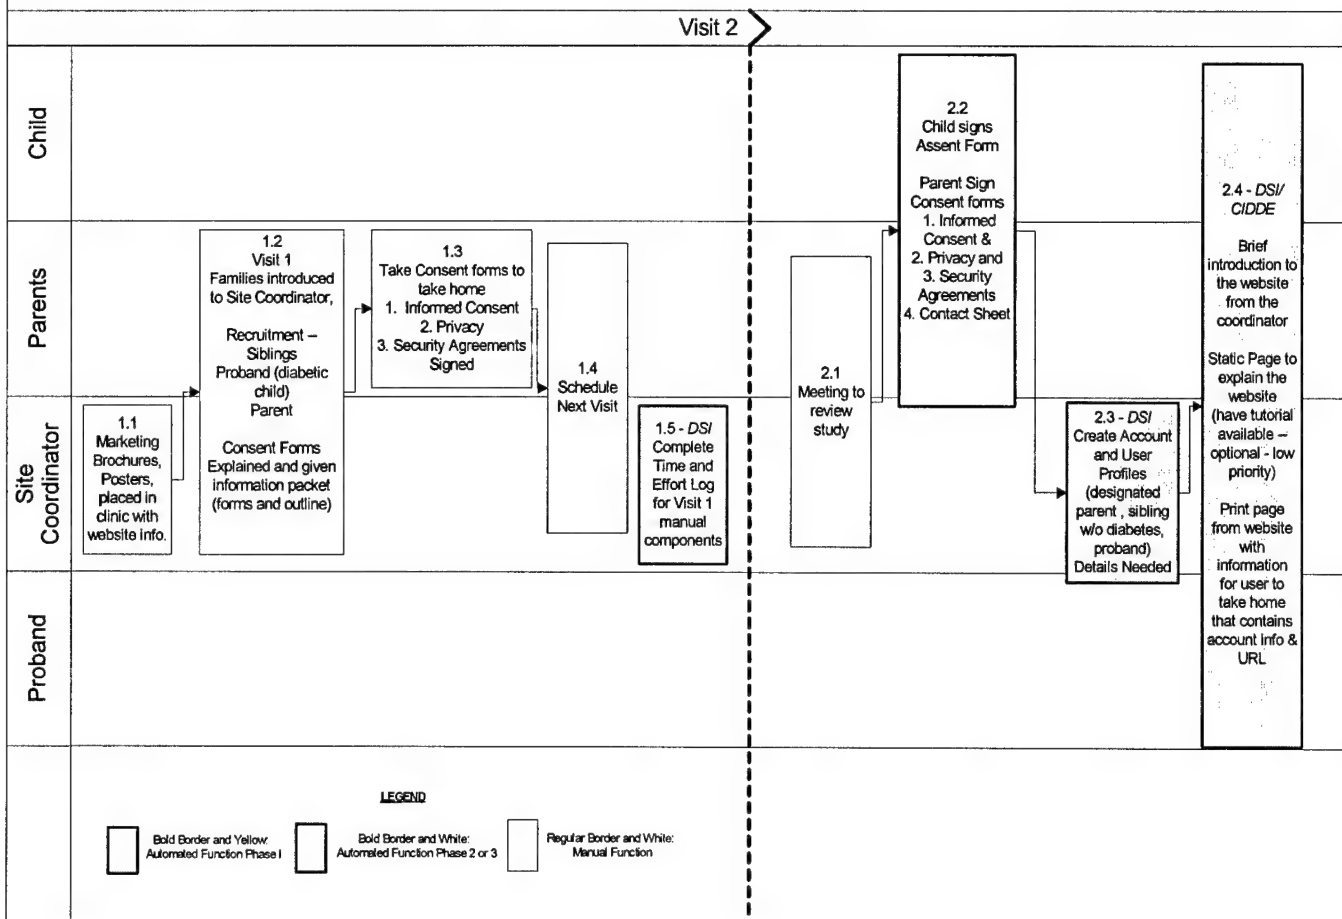 Visit 2
Child
Parents
Site
Coordinator
Proband
1.1
Marketing
Brochures,
Posters,
placed in
clinic with
website info.
1.2
Visit 1
Families introduced
to Site Coordinator,
Recruitment –
Siblings
Proband (diabetic
child)
Parent
Consent Forms
Explained and given
information packet
(forms and outline)
1.3
Take Consent forms to
take home
1. Informed Consent
2. Privacy
3. Security Agreements
Signed
1.4
Schedule
Next Visit
1.5 - DSI
Complete
Time and
Effort Log
for Visit 1
manual
components
2.1
Meeting to
review
study
2.2
Child signs
Assent Form
Parent Sign
Consent forms
1. Informed
Consent &
2. Privacy and
3. Security
Agreements
4. Contact Sheet
2.3 - DSI
Create Account
and User
Profiles
(designated
parent , sibling
w/o diabetes,
proband)
Details Needed
2.4 - DSI/
CIDDE
Brief
introduction to
the website
from the
coordinator
Static Page to
explain the
website
(have tutorial
available –
optional - low
priority)
Print page
from website
with
information
for user to
take home
that contains
account info &
URL
LEGEND
Bold Border and Yellow:
Automated Function Phase I
Bold Border and White:
Automated Function Phase 2 or 3
Regular Border and White:
Manual Function